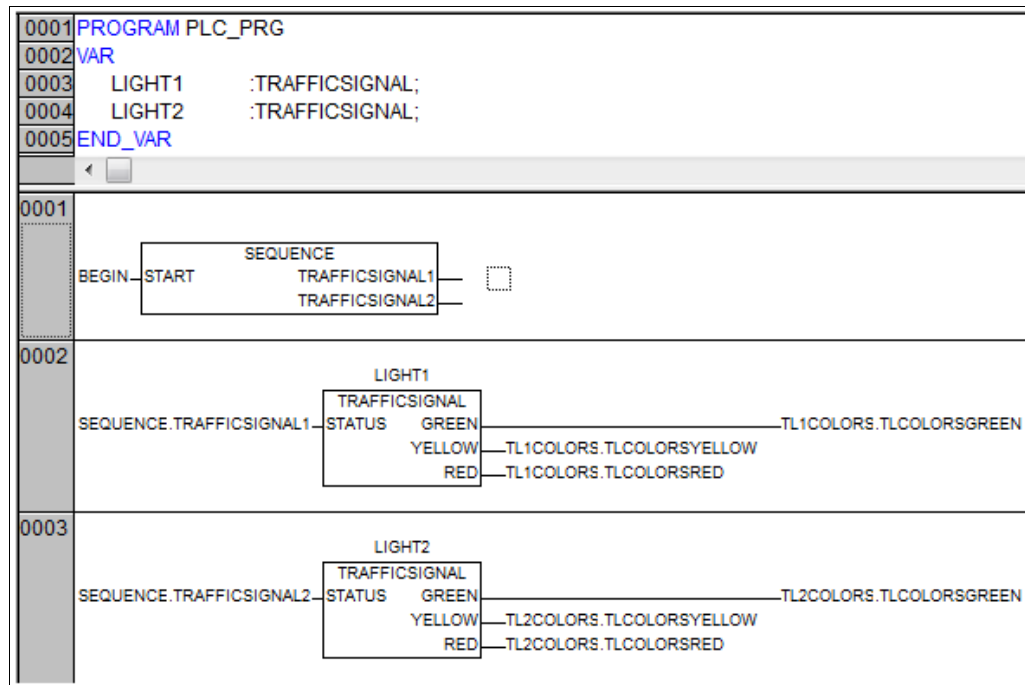 0001 PROGRAM PLC_PRG
0002 VAR
0003 LIGHT1 :TRAFFICSIGNAL;
0004 LIGHT2 :TRAFFICSIGNAL;
0005 END_VAR
0001
SEQUENCE
BEGIN START TRAFFICSIGNAL1
TRAFFICSIGNAL2
0002
LIGHT1
TRAFFICSIGNAL
SEQUENCE.TRAFFICSIGNAL1 STATUS GREEN TL1COLORS.TLCOLORSGREEN
YELLOW TL1COLORS.TLCOLORSYELLOW
RED TL1COLORS.TLCOLORSRED
0003
LIGHT2
TRAFFICSIGNAL
SEQUENCE.TRAFFICSIGNAL2 STATUS GREEN TL2COLORS.TLCOLORSGREEN
YELLOW TL2COLORS.TLCOLORSYELLOW
RED TL2COLORS.TLCOLORSRED